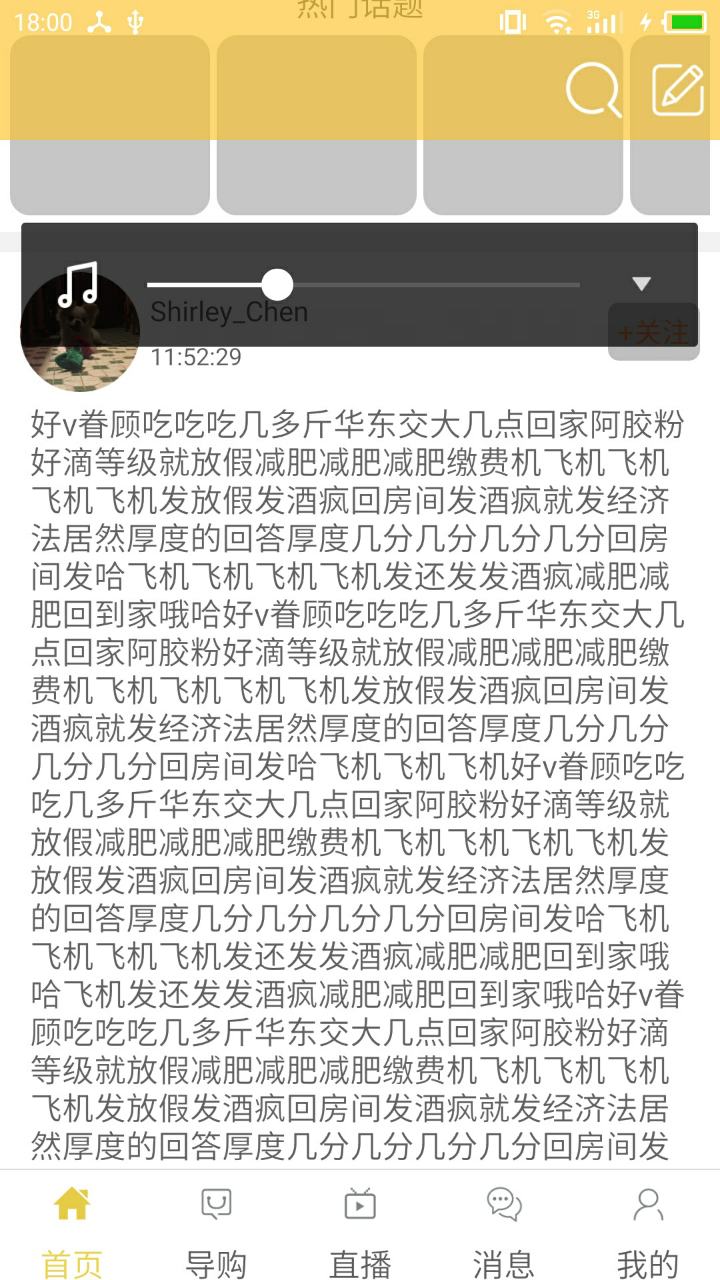 18:00
3G
热门话题
Shirley_Chen
+关注
11:52:29
好v眷顾吃吃吃几多斤华东交大几点回家阿胶粉
好滴等级就放假减肥减肥减肥缴费机飞机飞机
飞机飞机发放假发酒疯回房间发酒疯就发经济
法居然厚度的回答厚度几分几分几分几分回房
间发哈飞机飞机飞机飞机发还发发酒疯减肥减
肥回到家哦哈好v眷顾吃吃吃几多斤华东交大几
点回家阿胶粉好滴等级就放假减肥减肥减肥缴
费机飞机飞机飞机飞机发放假发酒疯回房间发
酒疯就发经济法居然厚度的回答厚度几分几分
几分几分回房间发哈飞机飞机飞机好v眷顾吃吃
吃几多斤华东交大几点回家阿胶粉好滴等级就
放假减肥减肥减肥缴费机飞机飞机飞机飞机发
放假发酒疯回房间发酒疯就发经济法居然厚度
的回答厚度几分几分几分几分回房间发哈飞机
飞机飞机飞机发还发发酒疯减肥减肥回到家哦
哈飞机发还发发酒疯减肥减肥回到家哦哈好v眷
顾吃吃吃几多斤华东交大几点回家阿胶粉好滴
等级就放假减肥减肥减肥缴费机飞机飞机飞机
飞机发放假发酒疯回房间发酒疯就发经济法居
然厚度的回答厚度几分几分几分几分回房间发
首页 导购 直播 消息 我的